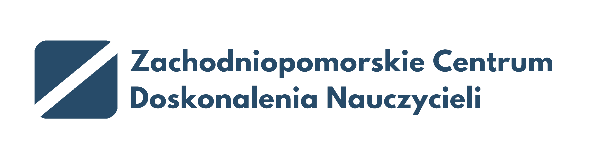 Zachodniopomorskie Centrum
Doskonalenia Nauczycieli